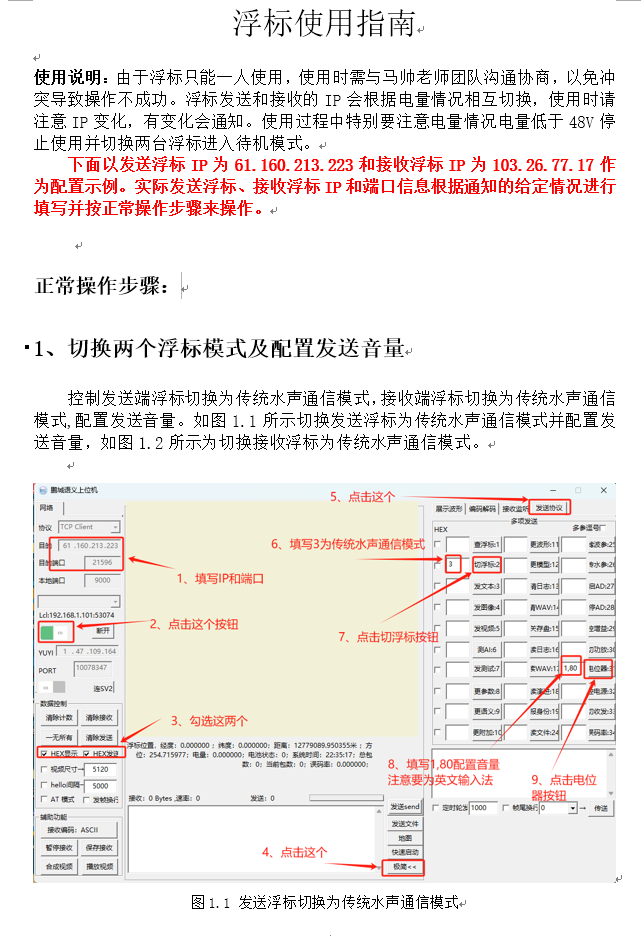 浮标使用指南
使用说明：由于浮标只能一人使用，使用时需与马帅老师团队沟通协商，以免冲
突导致操作不成功。浮标发送和接收的 IP 会根据电量情况相互切换，使用时请
注意 IP 变化，有变化会通知。使用过程中特别要注意电量情况电量低于 48V 停
止使用并切换两台浮标进入待机模式。
下面以发送浮标 IP 为 61.160.213.223 和接收浮标 IP 为 103.26.77.17 作
为配置示例。实际发送浮标、接收浮标 IP 和端口信息根据通知的给定情况进行
填写并按正常操作步骤来操作。
正常操作步骤：
1、切换两个浮标模式及配置发送音量
控制发送端浮标切换为传统水声通信模式，接收端浮标切换为传统水声通信
模式,配置发送音量。如图 1.1 所示切换发送浮标为传统水声通信模式并配置发
送音量，如图 1.2 所示为切换接收浮标为传统水声通信模式。
鹏城语义上位机
5、点击这个
网络
展示波形 编码解码 接收监听 发送协议
协议 TCP Client
HEX 多项发送 多参逗号
目的 61 .160.213.223
目的端口 21596
本地端口 9000
1、填写IP和端口
6、填写3为传统水声通信模式
查浮标:1 更波形:11
3 切浮标:2 更模型:12
发文本:3 清日志:13 启AD:27
发图像:4 青WAV:14 停AD:28
发视频:5 关存盘:15
测AI:6 读日志:16
发测试:7 1,80
更参数:8
更语义:9 报身份:19
更附加:10 读文件:24
Lcl:192.168.1.101:53074
断开
2、点击这个按钮
7、点击切浮标按钮
YUYI 1 . 47 .109.164
PORT 10078347
连SV2
数据控制
清除计数 清除接收
一无所有 清除发送
3、勾选这两个
HEX显示 HEX发送
视频尺寸→ 5120
hello间隔→ 5000
AT 模式 发帧换行
浮标位置，经度：0.000000；纬度：0.000000；距离：12779089.950355米；方
位：254.715977；电量：0.000000；电池状态：0；系统时间：22:35:17；总包
数：0；当前包数：0；误码率：0.000000；
8、填写1,80配置音量
注意要为英文输入法
9、点击电位
器按钮
接收：0 Bytes ,速率：0 发送：0
发送send
定时轮发 1000 帧尾换行 0 → 传送
辅助功能
接收编码：ASCII
暂停接收 保存接收
合成视频 播放视频
发送文件
地图
快速启动
4、点击这个
极简<<
图 1.1 发送浮标切换为传统水声通信模式